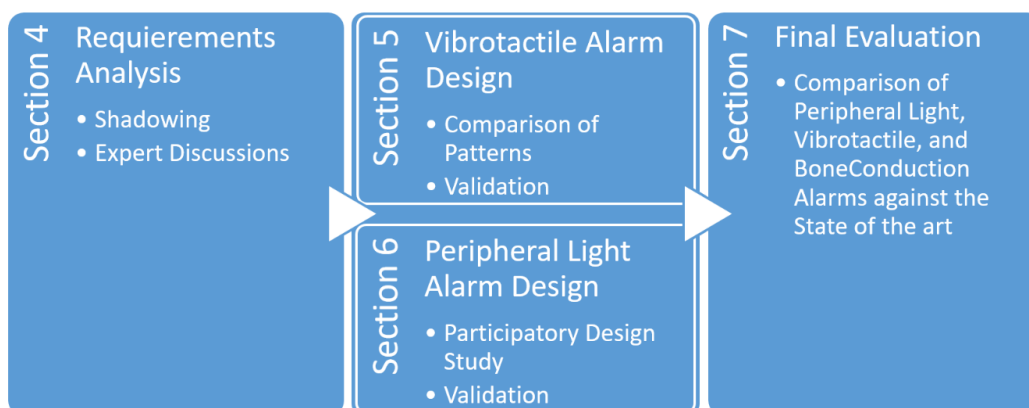 Section 4
Requierements
Analysis
• Shadowing
• Expert Discussions
Section 5
Vibrotactile Alarm
Design
• Comparison of
Patterns
• Validation
Section 6
Peripheral Light
Alarm Design
• Participatory Design
Study
• Validation
Section 7
Final Evaluation
• Comparison of
Peripheral Light,
Vibrotactile, and
BoneConduction
Alarms against the
State of the art